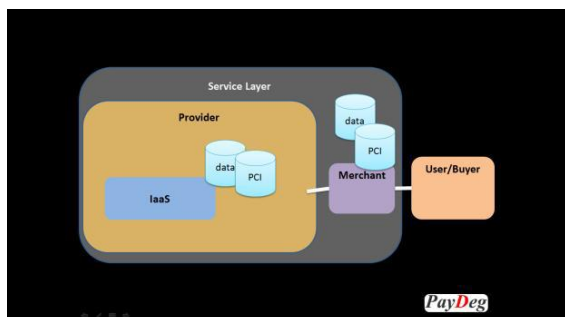 Service Layer
Provider
data
PCI
IaaS
data
PCI
Merchant
User/Buyer
PayDeg